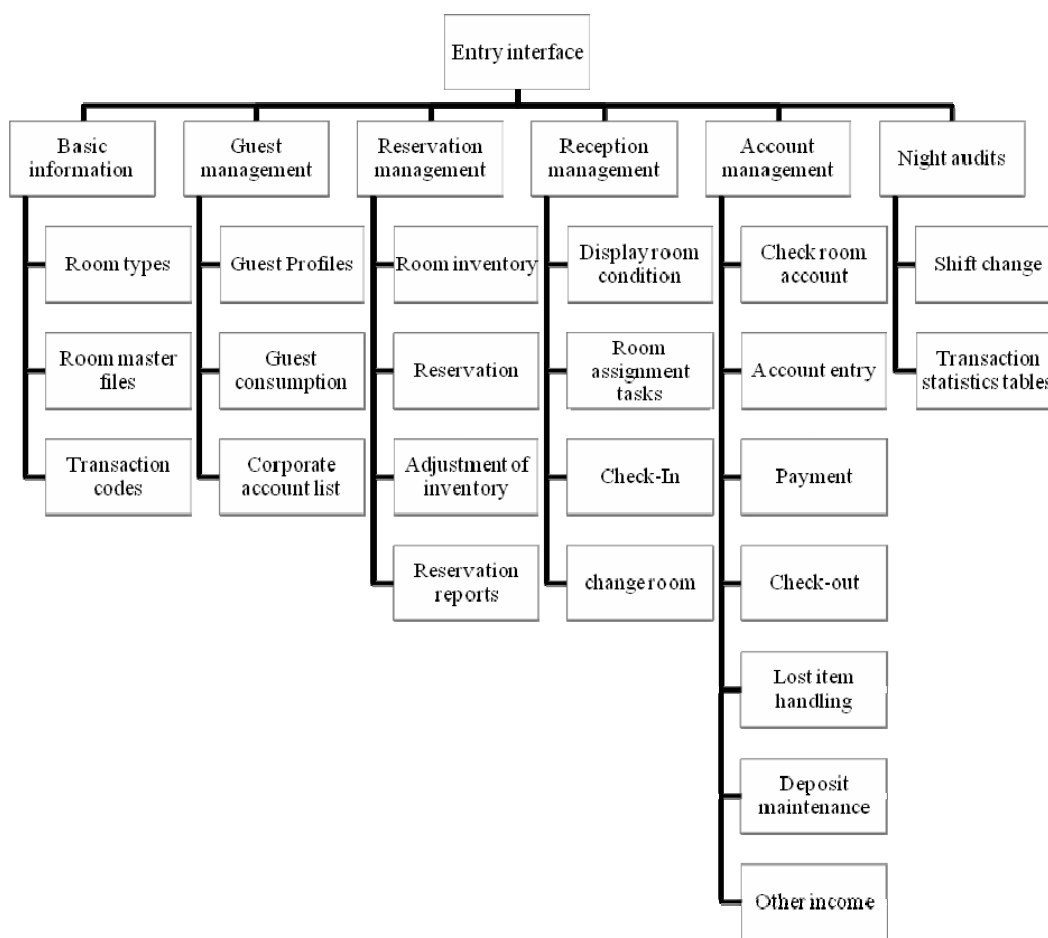 Entry interface
Basic
information
Guest
management
Reservation
management
Reception
management
Account
management
Night audits
Room types
Room master
files
Transaction
codes
Guest Profiles
Guest
consumption
Corporate
account list
Room inventory
Reservation
Adjustment of
inventory
Reservation
reports
Display room
condition
Room
assignment
tasks
Check-In
change room
Check room
account
Account entry
Payment
Check-out
Lost item
handling
Deposit
maintenance
Other income
Shift change
Transaction
statistics tables